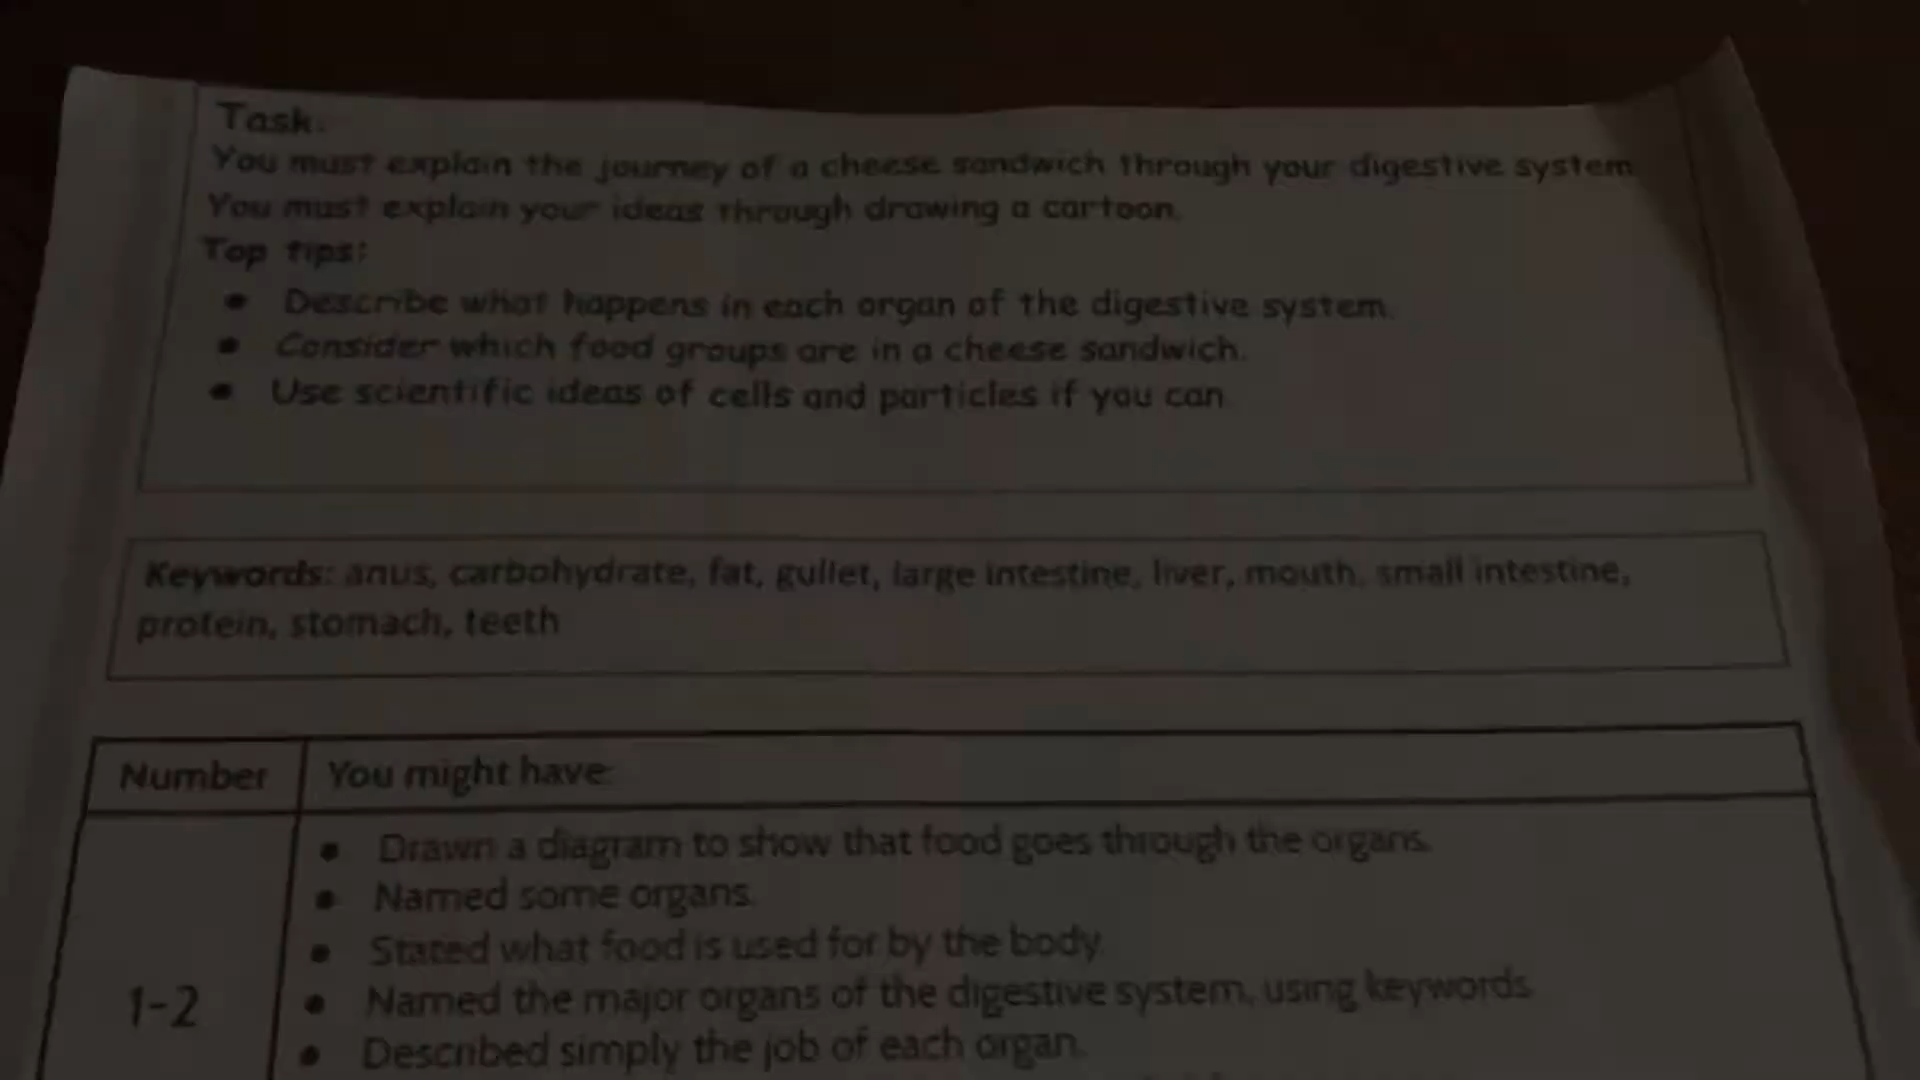 Task:
You must explain the journey of a cheese sandwich through your digestive system.
You must explain your ideas through drawing a cartoon.
Top tips:
• Describe what happens in each organ of the digestive system.
• Consider which food groups are in a cheese sandwich.
• Use scientific ideas of cells and particles if you can.
Keywords: anus, carbohydrate, fat, gullet, large intestine, liver, mouth, small intestine,
protein, stomach, teeth
Number You might have:
• Drawn a diagram to show that food goes through the organs.
• Named some organs.
• Stated what food is used for by the body.
1-2
• Named the major organs of the digestive system, using keywords.
• Described simply the job of each organ.